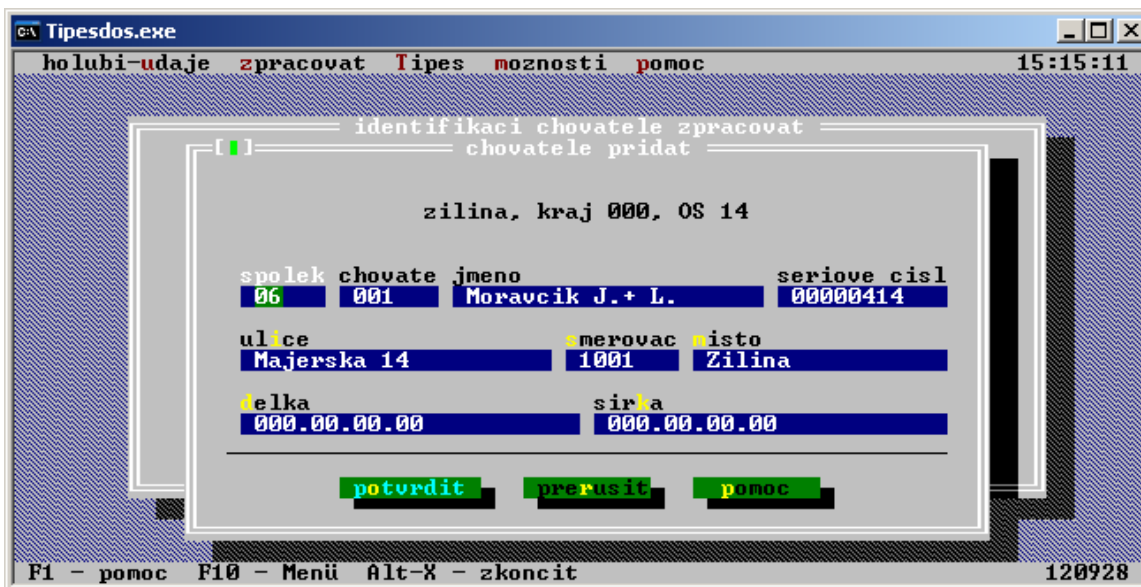 Tipesdos.exe
holubi-udaje zpracovat Tipes moznosti pomoc 15:15:11
identifikaci chovatele zpracovat
chovatele pridat
zilina, kraj 000, OS 14
spolek chovate jmeno seriove cisl
06 001 Moravcik J.+ L. 00000414
ulice smerovac misto
Majerska 14 1001 Zilina
delka sirka
000.00.00.00 000.00.00.00
potvrdit prerusit pomoc
F1 - pomoc F10 - Menü Alt-X - zkoncit 120928